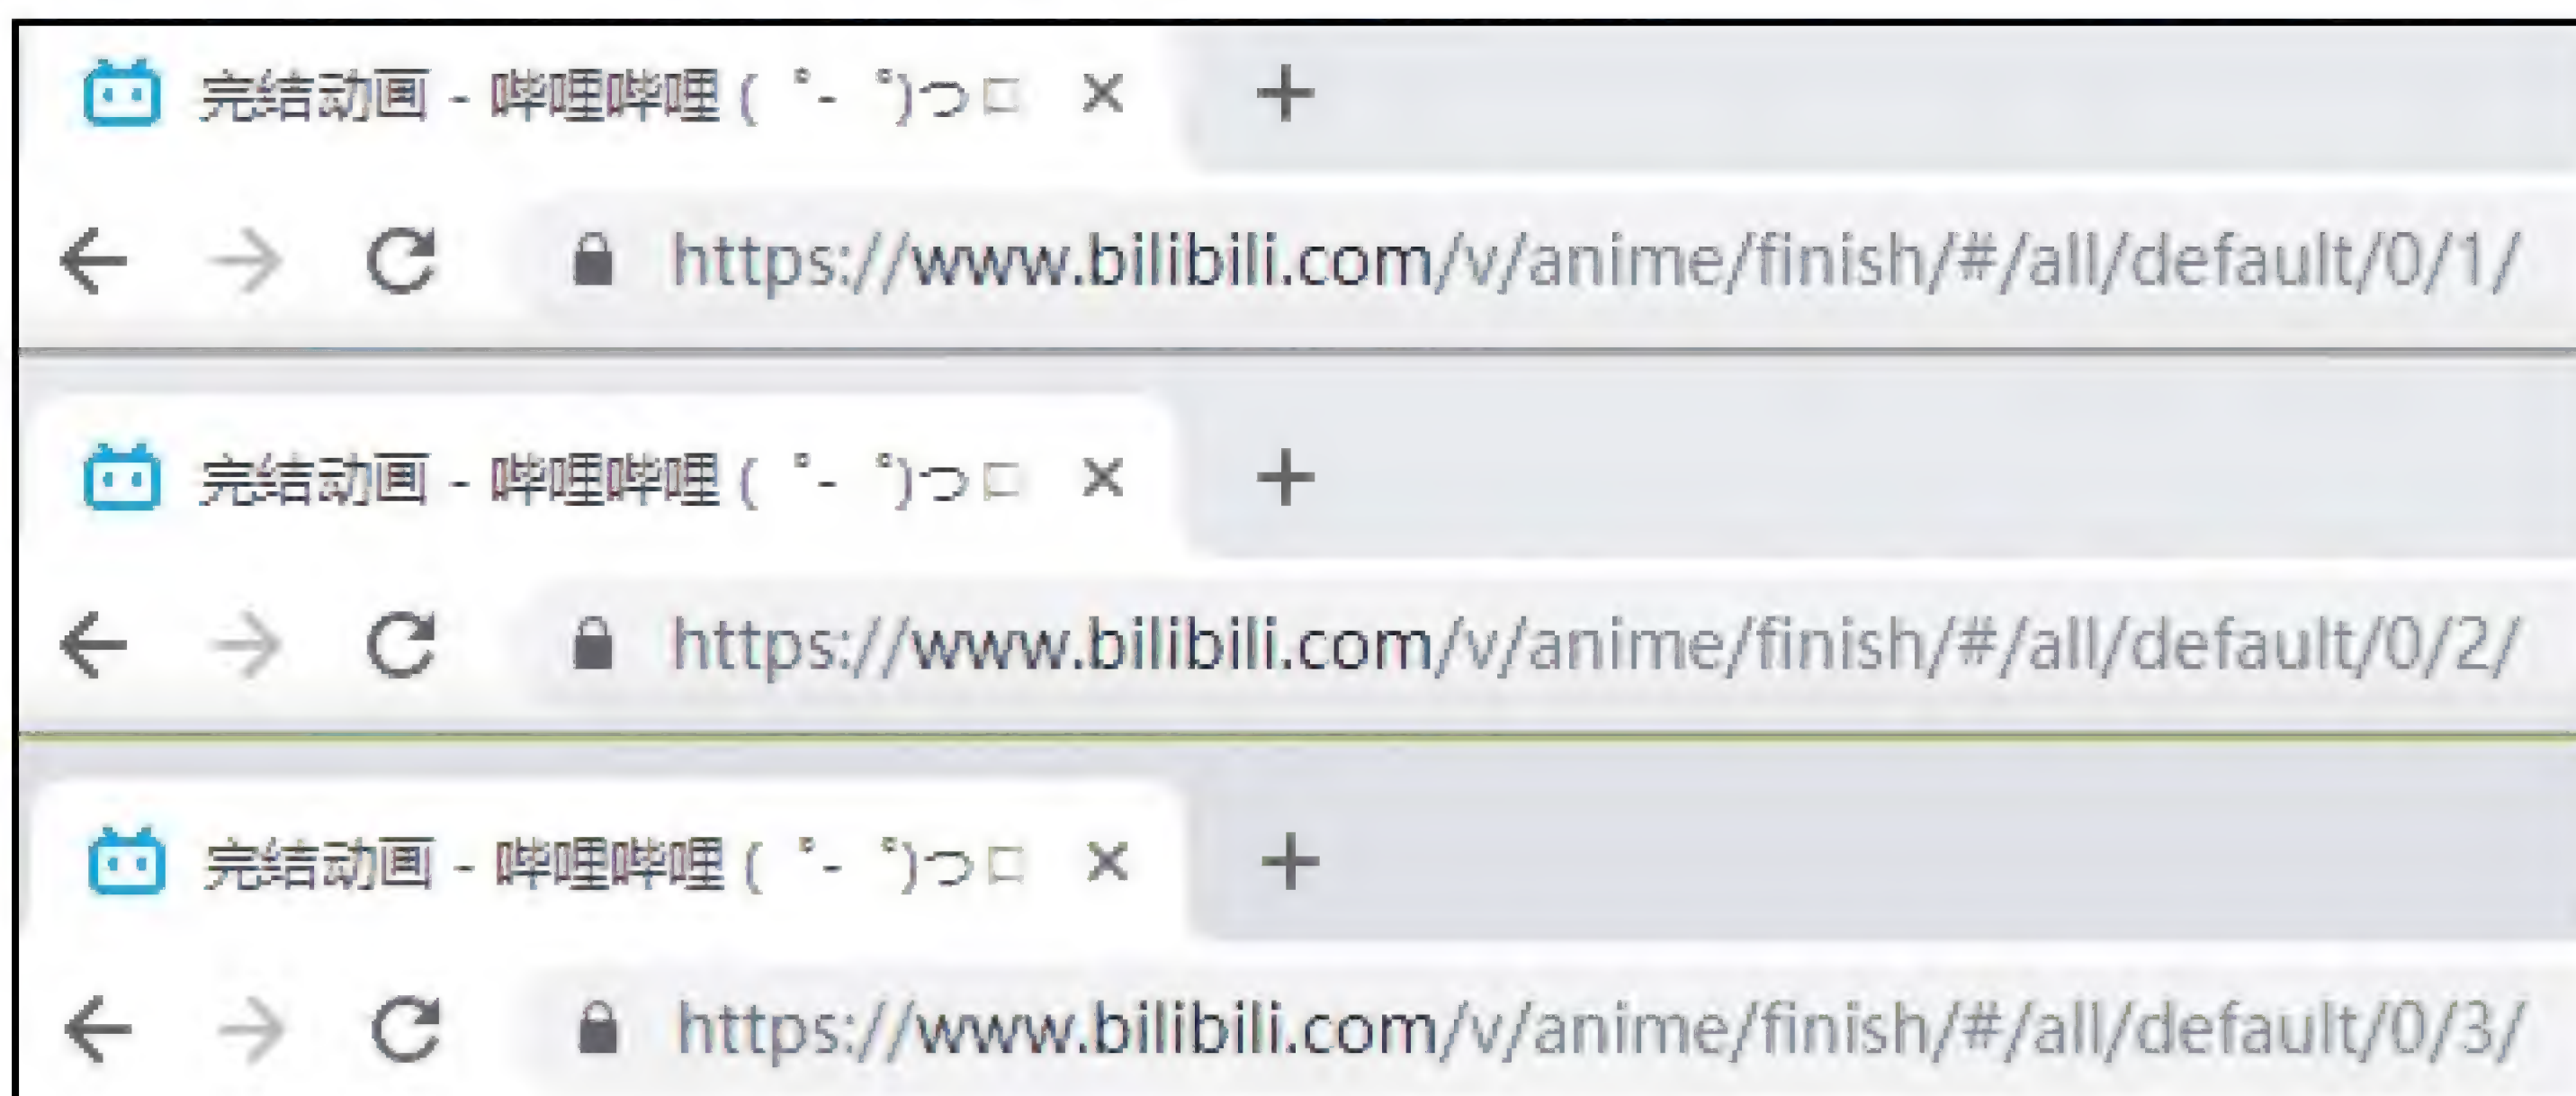 完结动画 - 哔哩哔哩 ( ゜- ゜)つロ
https://www.bilibili.com/v/anime/finish/#/all/default/0/1/
完结动画 - 哔哩哔哩 ( ゜- ゜)つロ
https://www.bilibili.com/v/anime/finish/#/all/default/0/2/
完结动画 - 哔哩哔哩 ( ゜- ゜)つロ
https://www.bilibili.com/v/anime/finish/#/all/default/0/3/